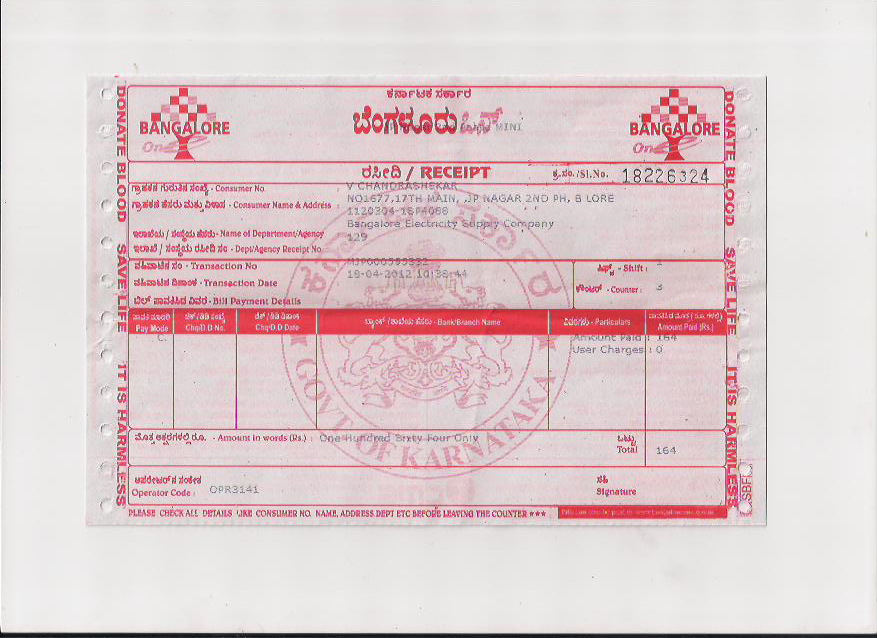 ಕರ್ನಾಟಕ ಸರ್ಕಾರ
BANGALORE
One
ಬೆಂಗಳೂರು ಒನ್
MINI
BANGALORE
One
ರಸೀದಿ / RECEIPT
ಕ್ರ.ಸಂ./Sl.No. 18226324
ಗ್ರಾಹಕರ ಗುರುತಿನ ಸಂಖ್ಯೆ - Consumer No. :
V CHANDRASHEKAR
ಗ್ರಾಹಕರ ಹೆಸರು ಮತ್ತು ವಿಳಾಸ - Consumer Name & Address :
NO1677,17TH MAIN, JP NAGAR 2ND PH, B LORE
Bangalore Electricity Supply Company
ಇಲಾಖೆಯ / ಸಂಸ್ಥೆಯ ಹೆಸರು - Name of Department/Agency :
129
ಇಲಾಖೆ / ಸಂಸ್ಥೆಯ ರಸೀದಿ ಸಂ - Dept/Agency Receipt No. :
ವಹಿವಾಟಿನ ಸಂ - Transaction No :
18-04-2012 10:38:44
ವಹಿವಾಟಿನ ದಿನಾಂಕ - Transaction Date
ಬಿಲ್ ಪಾವತಿಸಿದ ವಿವರ - Bill Payment Details
ಶಿಫ್ಟ್ - Shift :
ಕೌಂಟರ್ - Counter : 3
ಪಾವತಿ ಮಾದರಿ
Pay Mode
ಚೆಕ್/ಡಿಡಿ ಸಂಖ್ಯೆ
Chq/D.D No.
ಚೆಕ್/ಡಿಡಿ ದಿನಾಂಕ
Chq/D.D Date
ಬ್ಯಾಂಕ್ /ಶಾಖೆಯ ಹೆಸರು - Bank/Branch Name
ವಿವರಗಳು - Particulars
ಪಾವತಿಸಿದ ಮೊತ್ತ (ರೂ.ಗಳಲ್ಲಿ)
Amount Paid (Rs.)
C.
Amount Paid : 164
User Charges : 0
ಮೊತ್ತ ಅಕ್ಷರಗಳಲ್ಲಿ ರೂ. - Amount in words (Rs.) : One Hundred Sixty Four Only
ಒಟ್ಟು
Total 164
ಆಪರೇಟರ್‌ನ ಸಂಕೇತ
Operator Code : OPR3141
ಸಹಿ
Signature
PLEASE CHECK ALL DETAILS LIKE CONSUMER NO. NAME, ADDRESS DEPT ETC BEFORE LEAVING THE COUNTER ***
DONATE BLOOD SAVE LIFE IT IS HARMLESS
DONATE BLOOD SAVE LIFE IT IS HARMLESS
SBF
GOVT. OF KARNATAKA